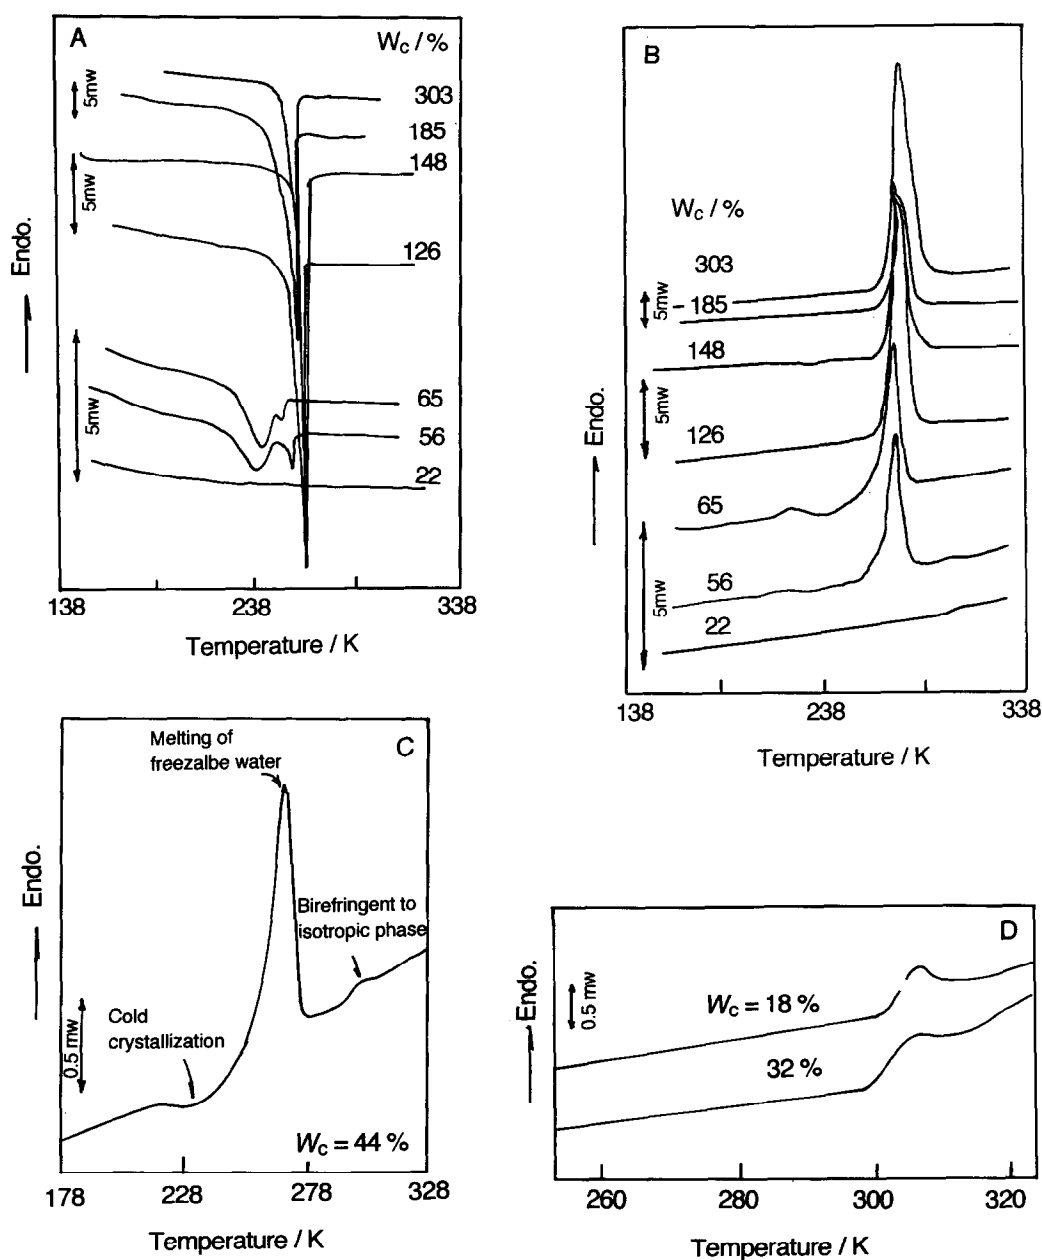 A
Wc / %
5mw
303
185
148
5mw
126
Endo.
65
5mw
56
22
138
238
338
Temperature / K
B
Wc / %
303
5mw
185
148
5mw
126
Endo.
65
5mw
56
22
138
238
338
Temperature / K
C
Melting of
freezalbe water
Endo.
Birefringent to
isotropic phase
0.5 mw
Cold
crystallization
Wc = 44 %
178
228
278
328
Temperature / K
D
Endo.
0.5 mw
Wc = 18 %
32 %
260
280
300
320
Temperature / K